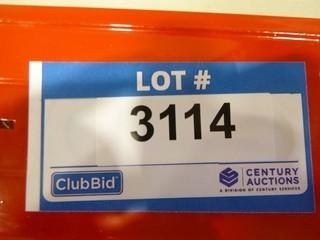 LOT #
3114
ClubBid
CENTURY
AUCTIONS
A DIVISION OF CENTURY SERVICES